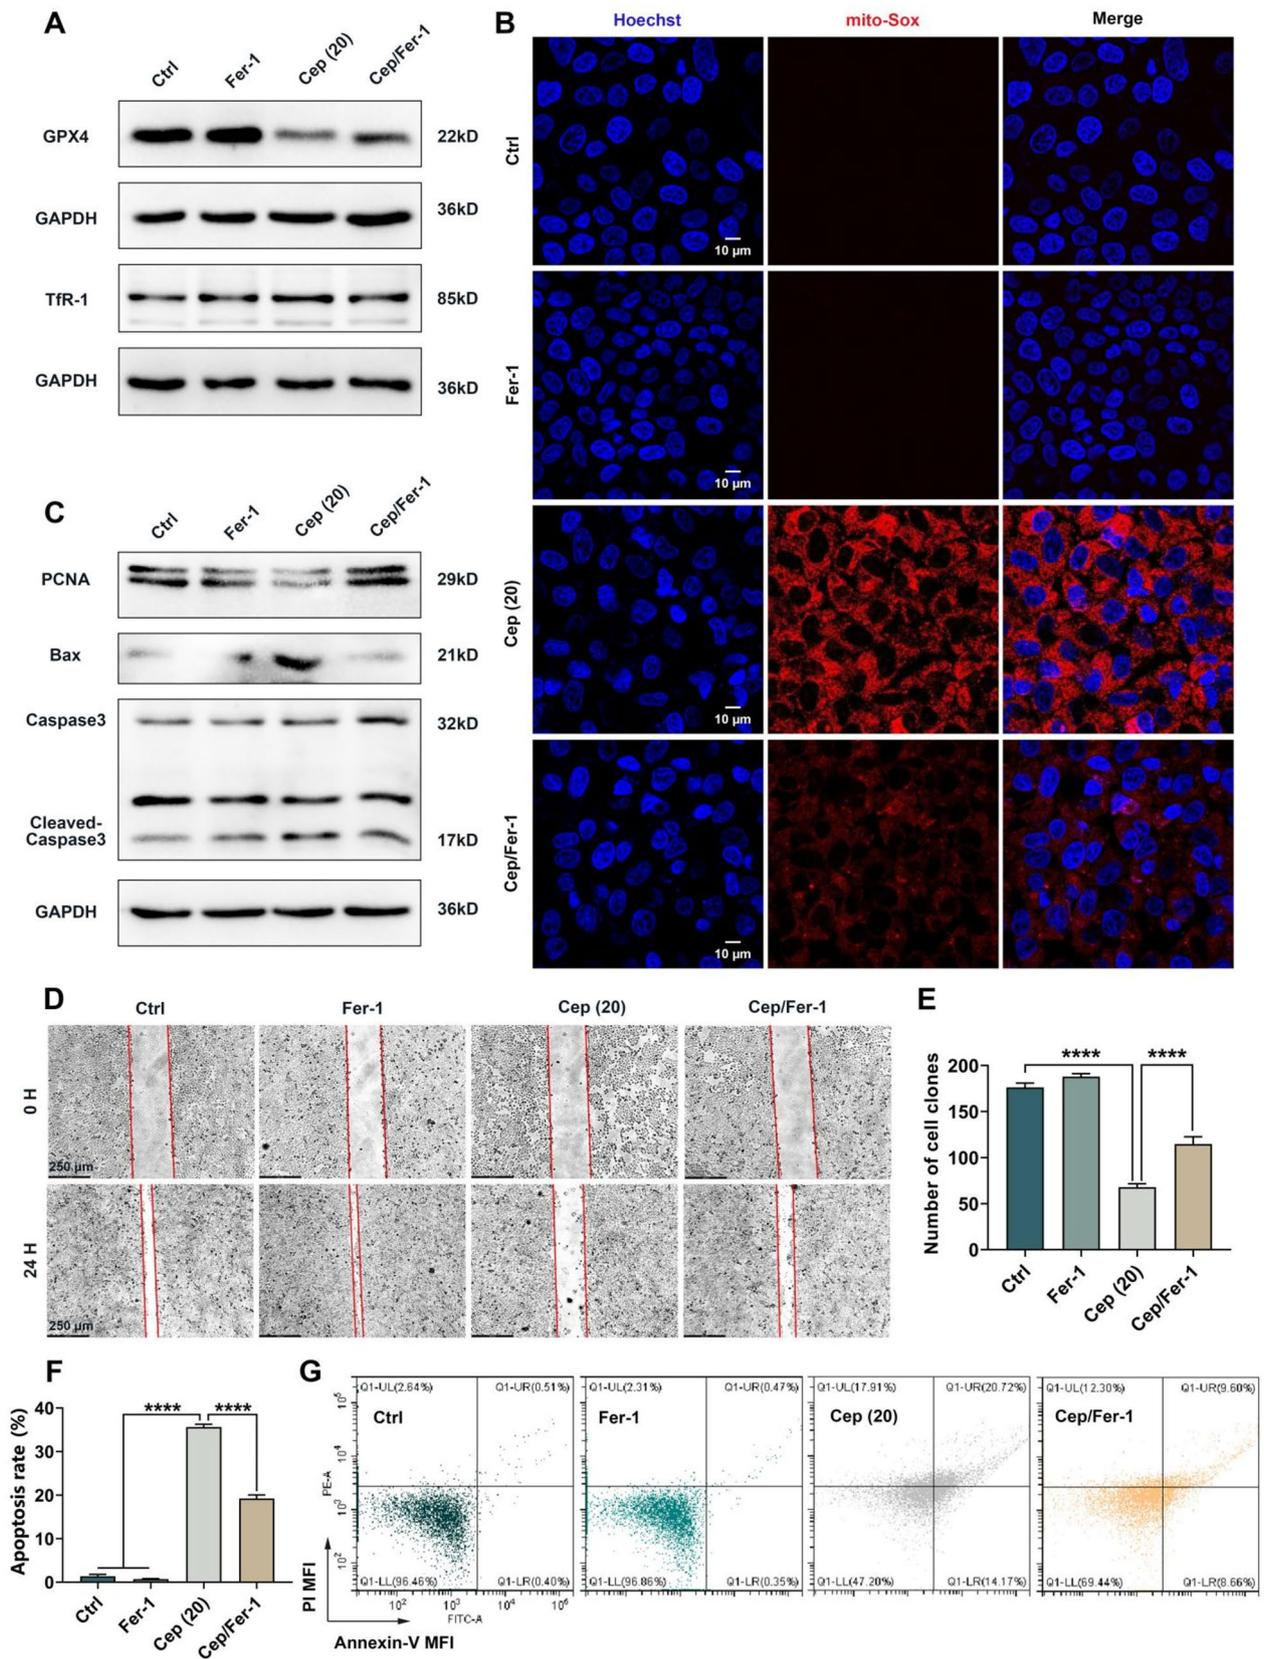 A
Ctrl
Fer-1
Cep (20)
Cep/Fer-1
GPX4
22kD
GAPDH
36kD
TfR-1
85kD
GAPDH
36kD
B
Hoechst
mito-Sox
Merge
Ctrl
10 μm
Fer-1
10 μm
Cep (20)
10 μm
Cep/Fer-1
10 μm
C
Ctrl
Fer-1
Cep (20)
Cep/Fer-1
PCNA
29kD
Bax
21kD
Caspase3
32kD
Cleaved-
Caspase3
17kD
GAPDH
36kD
D
Ctrl
Fer-1
Cep (20)
Cep/Fer-1
0 H
250 μm
24 H
250 μm
E
Number of cell clones
200
150
100
50
0
****
****
Ctrl
Fer-1
Cep (20)
Cep/Fer-1
F
Apoptosis rate (%)
40
30
20
10
0
****
****
Ctrl
Fer-1
Cep (20)
Cep/Fer-1
G
Q1-UL(2.64%)
Q1-UR(0.51%)
Ctrl
Q1-LL(96.46%)
Q1-LR(0.40%)
Q1-UL(2.31%)
Q1-UR(0.47%)
Fer-1
Q1-LL(96.86%)
Q1-LR(0.35%)
Q1-UL(17.91%)
Q1-UR(20.72%)
Cep (20)
Q1-LL(47.20%)
Q1-LR(14.17%)
Q1-UL(12.30%)
Q1-UR(9.60%)
Cep/Fer-1
Q1-LL(69.44%)
Q1-LR(8.66%)
PE-A
PI MFI
FITC-A
Annexin-V MFI